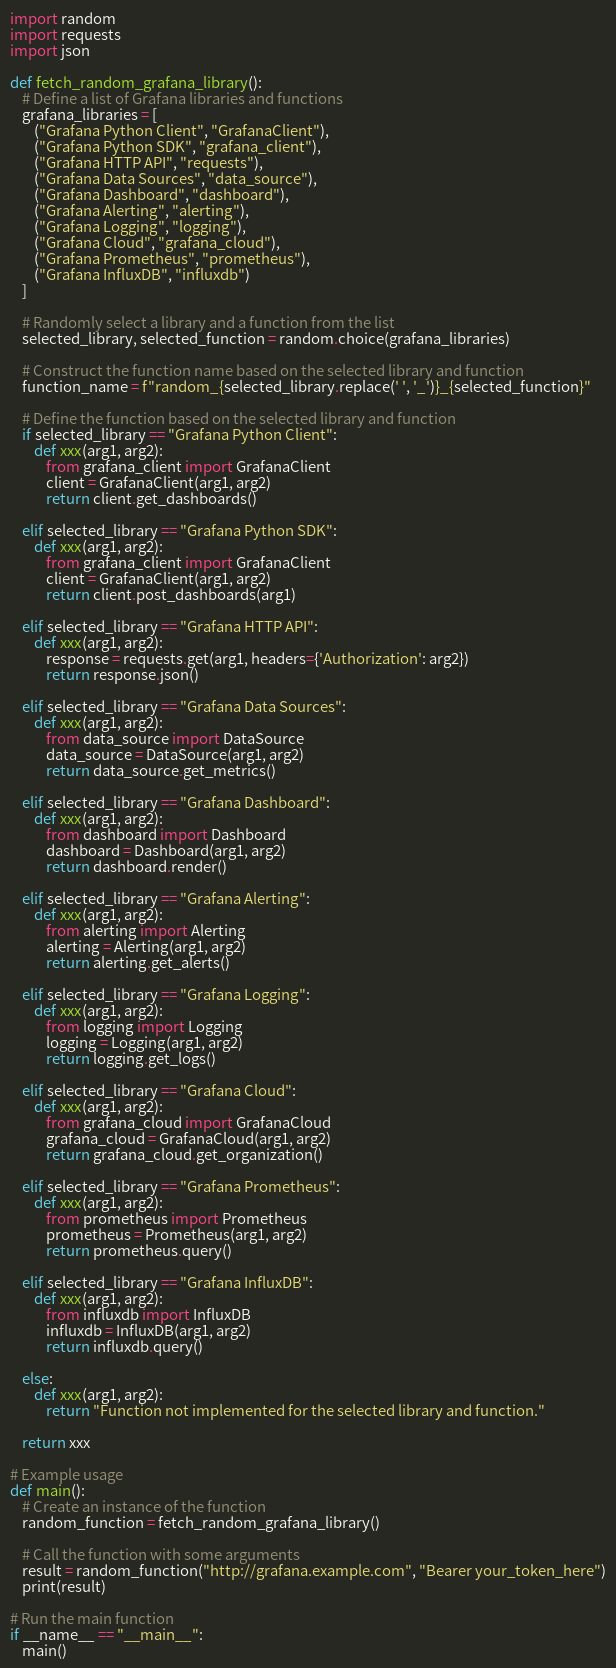 import random
import requests
import json
def fetch_random_grafana_library():
# Define a list of Grafana libraries and functions
grafana_libraries = [
("Grafana Python Client", "GrafanaClient"),
("Grafana Python SDK", "grafana_client"),
("Grafana HTTP API", "requests"),
("Grafana Data Sources", "data_source"),
("Grafana Dashboard", "dashboard"),
("Grafana Alerting", "alerting"),
("Grafana Logging", "logging"),
("Grafana Cloud", "grafana_cloud"),
("Grafana Prometheus", "prometheus"),
("Grafana InfluxDB", "influxdb")
]
# Randomly select a library and a function from the list
selected_library, selected_function = random.choice(grafana_libraries)
# Construct the function name based on the selected library and function
function_name = f"random_{selected_library.replace(' ', '_')}_{selected_function}"
# Define the function based on the selected library and function
if selected_library == "Grafana Python Client":
def xxx(arg1, arg2):
from grafana_client import GrafanaClient
client = GrafanaClient(arg1, arg2)
return client.get_dashboards()
elif selected_library == "Grafana Python SDK":
def xxx(arg1, arg2):
from grafana_client import GrafanaClient
client = GrafanaClient(arg1, arg2)
return client.post_dashboards(arg1)
elif selected_library == "Grafana HTTP API":
def xxx(arg1, arg2):
response = requests.get(arg1, headers={'Authorization': arg2})
return response.json()
elif selected_library == "Grafana Data Sources":
def xxx(arg1, arg2):
from data_source import DataSource
data_source = DataSource(arg1, arg2)
return data_source.get_metrics()
elif selected_library == "Grafana Dashboard":
def xxx(arg1, arg2):
from dashboard import Dashboard
dashboard = Dashboard(arg1, arg2)
return dashboard.render()
elif selected_library == "Grafana Alerting":
def xxx(arg1, arg2):
from alerting import Alerting
alerting = Alerting(arg1, arg2)
return alerting.get_alerts()
elif selected_library == "Grafana Logging":
def xxx(arg1, arg2):
from logging import Logging
logging = Logging(arg1, arg2)
return logging.get_logs()
elif selected_library == "Grafana Cloud":
def xxx(arg1, arg2):
from grafana_cloud import GrafanaCloud
grafana_cloud = GrafanaCloud(arg1, arg2)
return grafana_cloud.get_organization()
elif selected_library == "Grafana Prometheus":
def xxx(arg1, arg2):
from prometheus import Prometheus
prometheus = Prometheus(arg1, arg2)
return prometheus.query()
elif selected_library == "Grafana InfluxDB":
def xxx(arg1, arg2):
from influxdb import InfluxDB
influxdb = InfluxDB(arg1, arg2)
return influxdb.query()
else:
def xxx(arg1, arg2):
return "Function not implemented for the selected library and function."
return xxx
# Example usage
def main():
# Create an instance of the function
random_function = fetch_random_grafana_library()
# Call the function with some arguments
result = random_function("http://grafana.example.com", "Bearer your_token_here")
print(result)
# Run the main function
if __name__ == "__main__":
main()